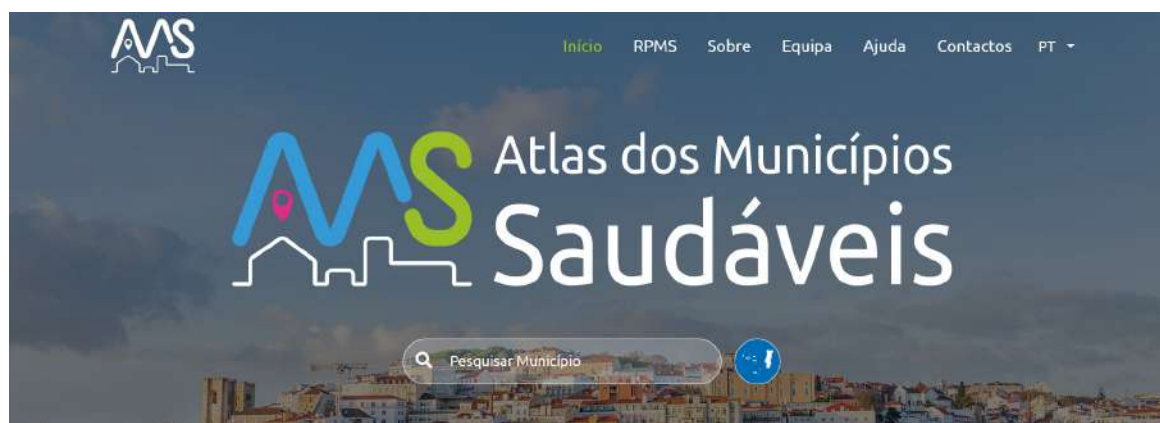 AMS
Início RPMS Sobre Equipa Ajuda Contactos PT
AMS
Atlas dos Municípios
Saudáveis
Pesquisar Município